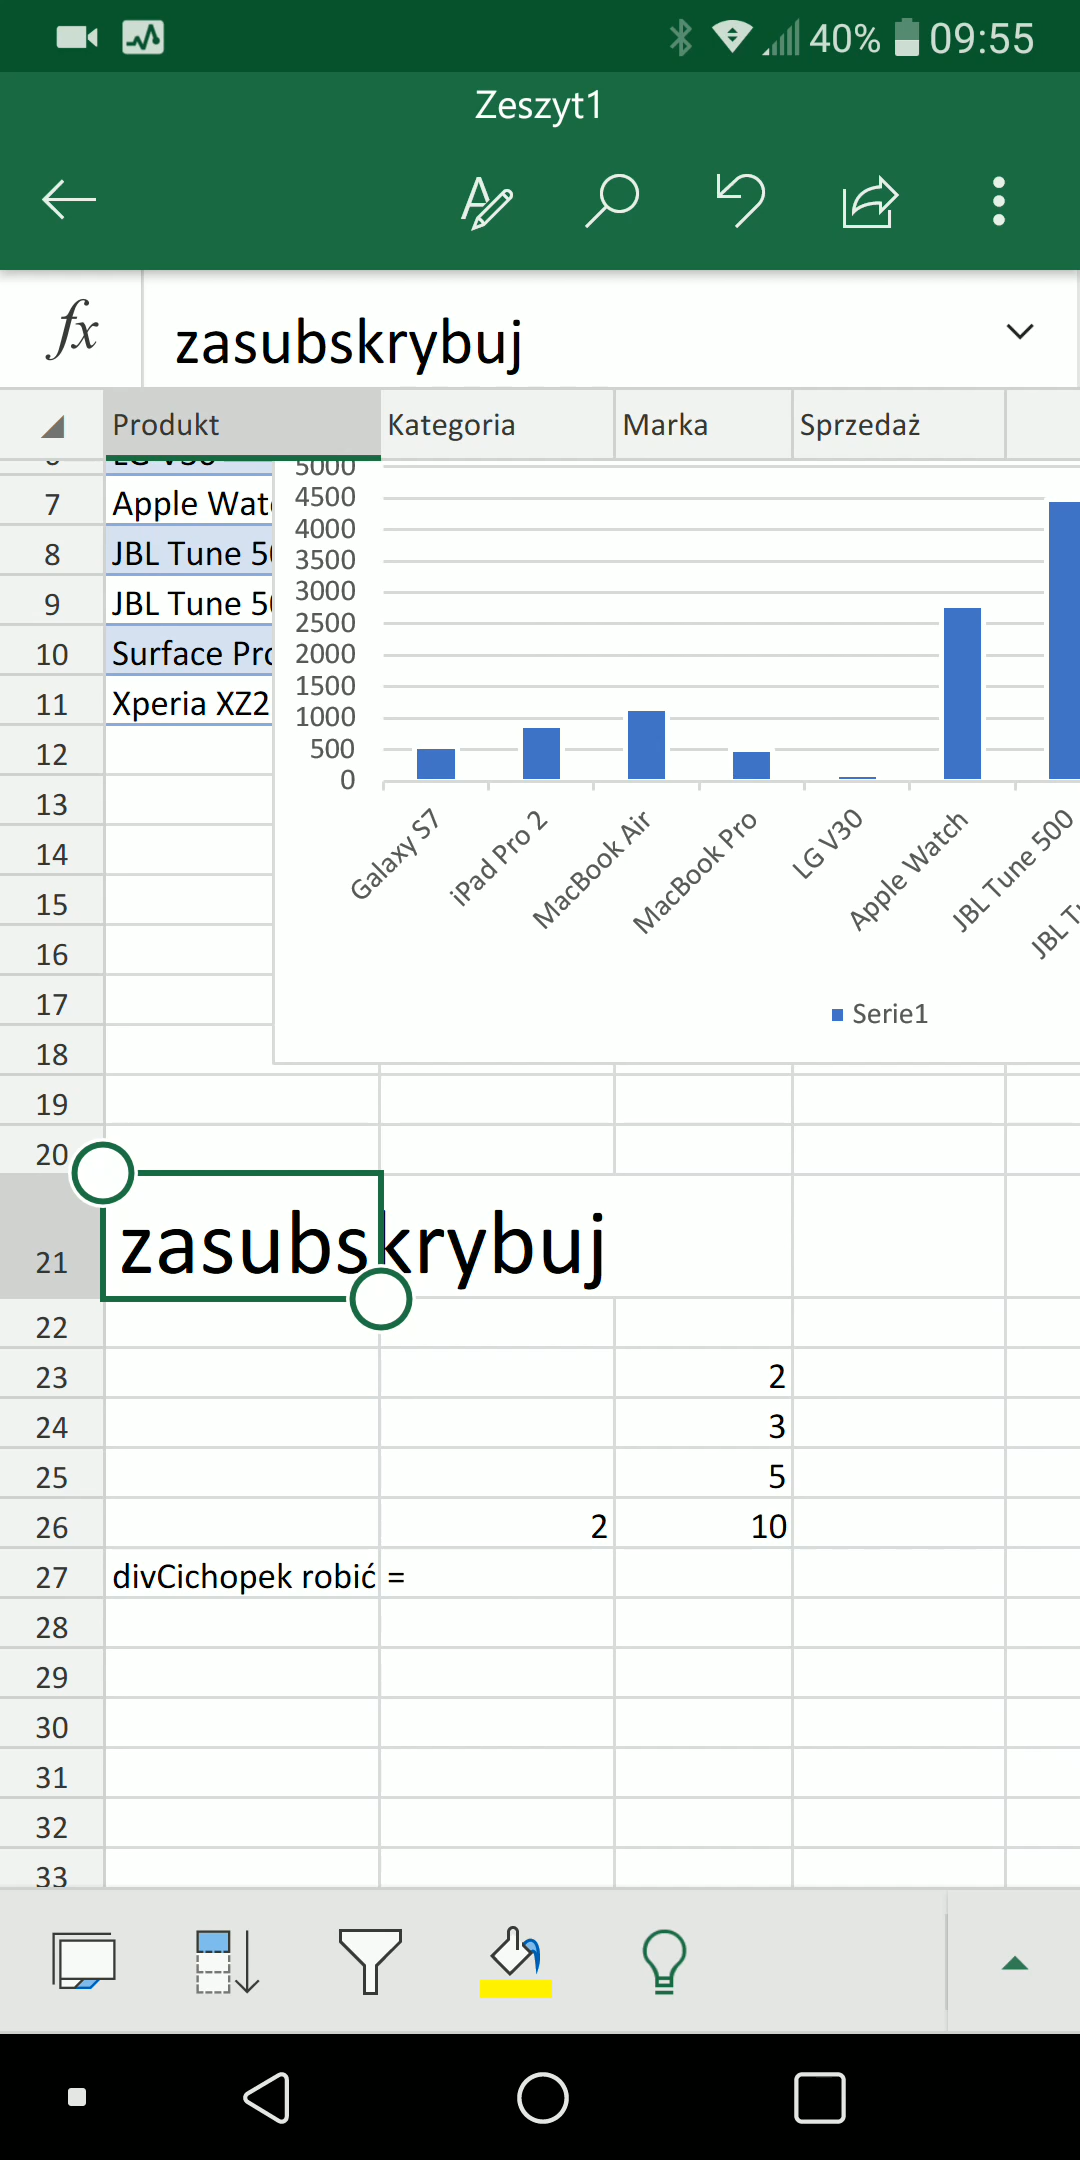 40% 09:55
Zeszyt1
fx zasubskrybuj
Produkt Kategoria Marka Sprzedaż
5000
7 Apple Wat 4500
4000
8 JBL Tune 50 3500
9 JBL Tune 50 3000
2500
10 Surface Pro 2000
11 Xperia XZ2 1500
1000
12 500
0
13
14 Galaxy S7 iPad Pro 2 MacBook Air MacBook Pro LG V30 Apple Watch JBL Tune 500
15
16
17 Serie1
18
19
20
21 zasubskrybuj
22
23 2
24 3
25 5
26 2 10
27 divCichopek robić =
28
29
30
31
32
33